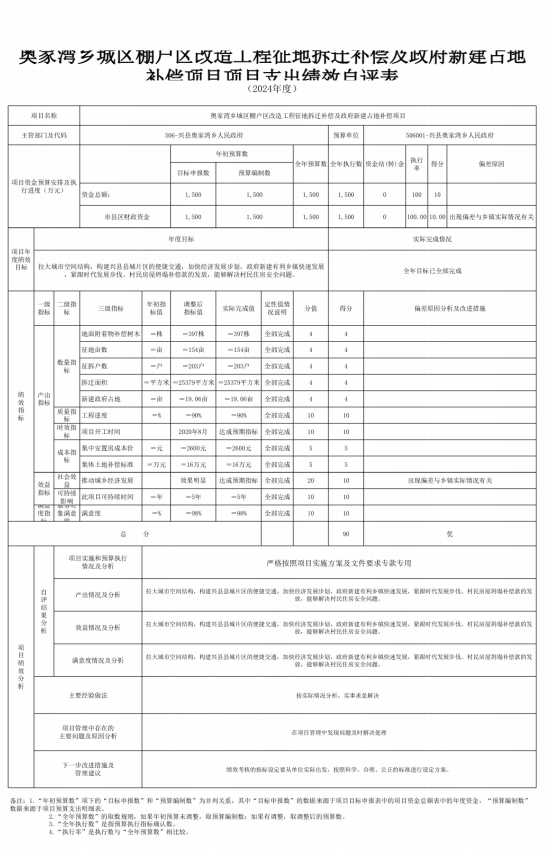 奥家湾乡城区棚户区改造工程征地拆迁补偿及政府新建占地
补偿项目项目支出绩效自评表
（2024年度）
项目名称 奥家湾乡城区棚户区改造工程征地拆迁补偿及政府新建占地补偿项目
主管部门及代码 506-兴县奥家湾乡人民政府 预算单位 506001-兴县奥家湾乡人民政府
项目资金预算安排及执行进度（万元） 年初预算数 全年预算数 全年执行数 资金结(转)余 执行率 得分 偏差原因
目标申报数 预算编制数
资金总额： 1,500 1,500 1,500 1,500 0 100 10
市县区财政资金 1,500 1,500 1,500 1,500 0 100.00 10.00 出现偏差与乡镇实际情况有关
项目年度绩效目标 年度目标 实际完成情况
拉大城市空间结构，构建兴县县城片区的便捷交通，加快经济发展步划，政府新建有利乡镇快速发展
，紧跟时代发展步伐。村民房屋坍塌补偿款的发放，能够解决村民住房安全问题。 全年目标已全部完成
绩效指标 一级指标 二级指标 三级指标 年初指标值 调整后指标值 实际完成值 定性值情况说明 分值 得分 偏差原因分析及改进措施
产出指标 数量指标 地面附着物补偿树木 =株 =397株 =397株 全部完成 4 4
征地亩数 =亩 =154亩 =154亩 全部完成 4 4
征拆户数 =户 =203户 =203户 全部完成 4 4
拆迁面积 =平方米 =25379平方米 =25379平方米 全部完成 4 4
新建政府占地 =亩 =19.06亩 =19.06亩 全部完成 4 4
质量指标 工程进度 =% =90% =90% 全部完成 10 10
时效指标 项目开工时间 2020年8月 达成预期指标 全部完成 10 10
成本指标 集中安置房成本价 =元 =2600元 =2600元 全部完成 5 5
集体土地补偿标准 =万元 =16万元 =16万元 全部完成 5 5
效益指标 社会效益 推动城乡经济发展 效果明显 达成预期指标 全部完成 20 10 出现偏差与乡镇实际情况有关
可持续影响 此项目可持续时间 =年 =5年 =5年 全部完成 10 10
满意度指标 服务对象满意度 满意度 =% =98% =98% 全部完成 10 10
总 分 90 优
项目绩效分析 自评结果分析 项目实施和预算执行情况及分析 严格按照项目实施方案及文件要求专款专用
产出情况及分析 拉大城市空间结构，构建兴县县城片区的便捷交通，加快经济发展步划，政府新建有利乡镇快速发展，紧跟时代发展步伐。村民房屋坍塌补偿款的发
放，能够解决村民住房安全问题。
效益情况及分析 拉大城市空间结构，构建兴县县城片区的便捷交通，加快经济发展步划，政府新建有利乡镇快速发展，紧跟时代发展步伐。村民房屋坍塌补偿款的发
放，能够解决村民住房安全问题。
满意度情况及分析 拉大城市空间结构，构建兴县县城片区的便捷交通，加快经济发展步划，政府新建有利乡镇快速发展，紧跟时代发展步伐。村民房屋坍塌补偿款的发
放，能够解决村民住房安全问题。
主要经验做法 按实际情况分析，实事求是解决
项目管理中存在的主要问题及原因分析 在项目管理中发现问题及时解决处理
下一步改进措施及管理建议 绩效考核的指标设定要从单位实际出发，按照科学、合理、公正的标准进行设定方案。
备注：1.“年初预算数”项下的“目标申报数”和“预算编制数”为并列关系，其中“目标申报数”的数据来源于项目目标申报表中的项目资金总额表中的年度资金，“预算编制数”
数据来源于项目预算支出明细表。
2.“全年预算数”的取数规则，如果年初预算未调整，取预算编制数；如果有调整，取调整后的预算数。
3.“全年执行数”是指预算执行指标确认数。
4.“执行率”是执行数与“全年预算数”相比较。